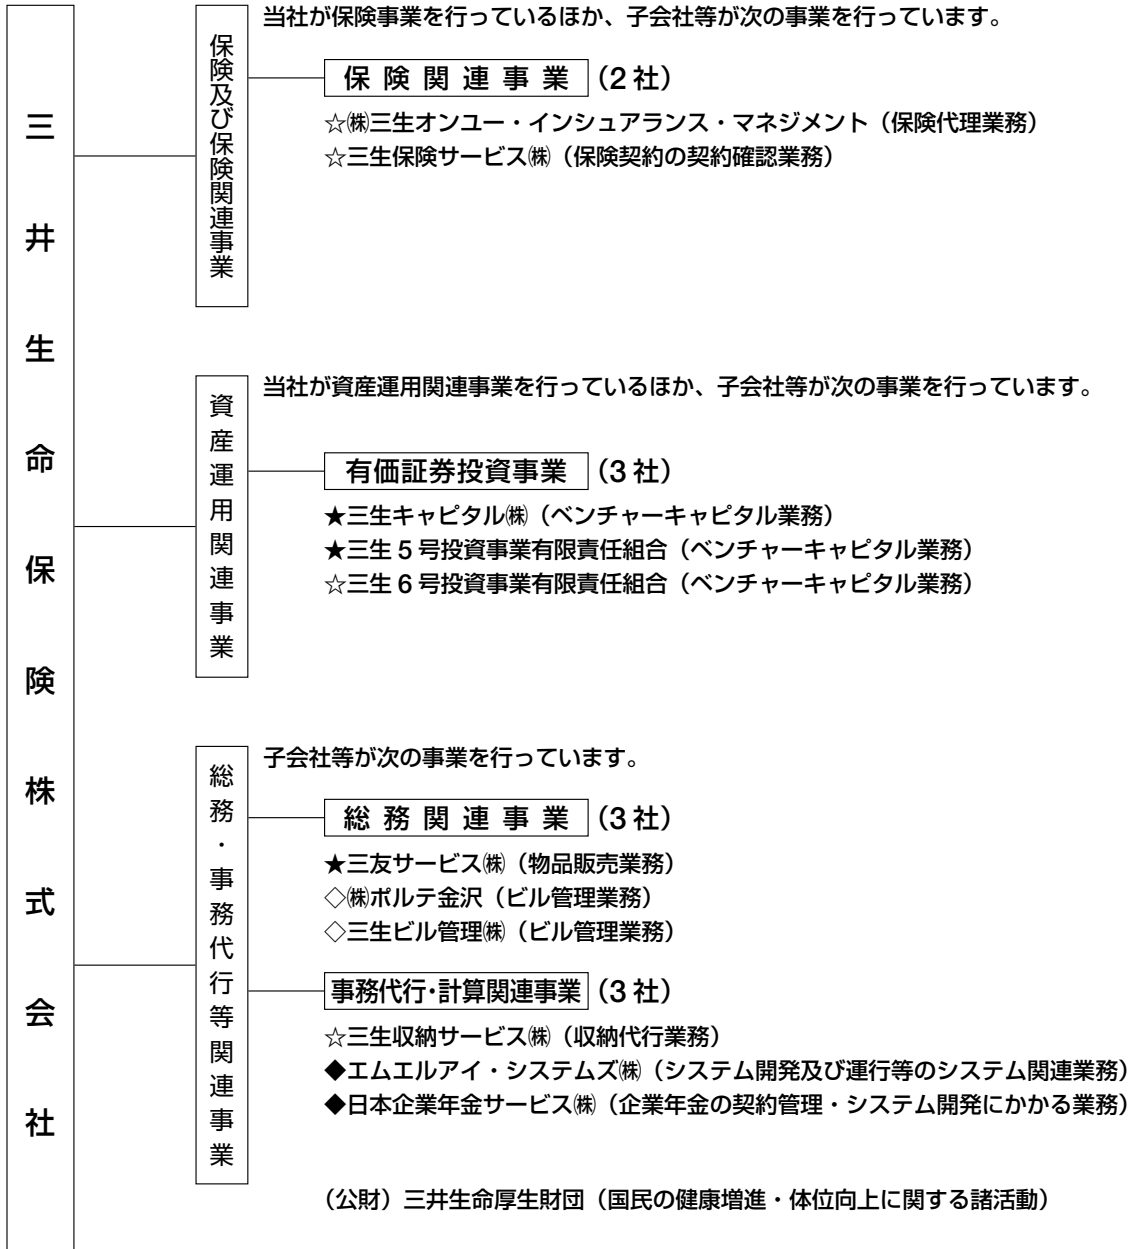 三井生命保険株式会社
保険及び保険関連事業
当社が保険事業を行っているほか、子会社等が次の事業を行っています。
保険関連事業（2社）
☆㈱三生オンユー・インシュアランス・マネジメント（保険代理業務）
☆三生保険サービス㈱（保険契約の契約確認業務）
資産運用関連事業
当社が資産運用関連事業を行っているほか、子会社等が次の事業を行っています。
有価証券投資事業（3社）
★三生キャピタル㈱（ベンチャーキャピタル業務）
★三生5号投資事業有限責任組合（ベンチャーキャピタル業務）
☆三生6号投資事業有限責任組合（ベンチャーキャピタル業務）
総務・事務代行等関連事業
子会社等が次の事業を行っています。
総務関連事業（3社）
★三友サービス㈱（物品販売業務）
◇㈱ポルテ金沢（ビル管理業務）
◇三生ビル管理㈱（ビル管理業務）
事務代行・計算関連事業（3社）
☆三生収納サービス㈱（収納代行業務）
◆エムエルアイ・システムズ㈱（システム開発及び運行等のシステム関連業務）
◆日本企業年金サービス㈱（企業年金の契約管理・システム開発にかかる業務）
（公財）三井生命厚生財団（国民の健康増進・体位向上に関する諸活動）